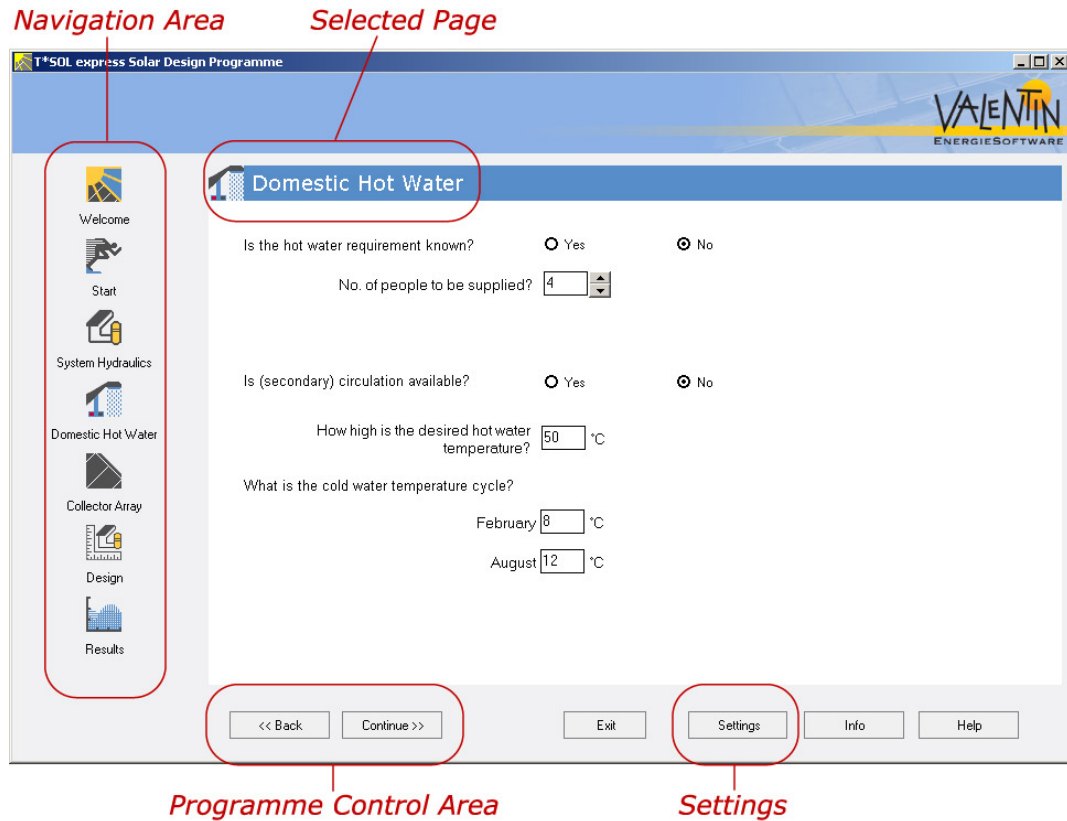 Navigation Area
Selected Page
T*SOL express Solar Design Programme
VALENTIN
ENERGIESOFTWARE
Welcome
Start
System Hydraulics
Domestic Hot Water
Collector Array
Design
Results
Domestic Hot Water
Is the hot water requirement known? Yes No
No. of people to be supplied? 4
Is (secondary) circulation available? Yes No
How high is the desired hot water
temperature? 50 °C
What is the cold water temperature cycle?
February 8 °C
August 12 °C
<< Back Continue >> Exit Settings Info Help
Programme Control Area
Settings